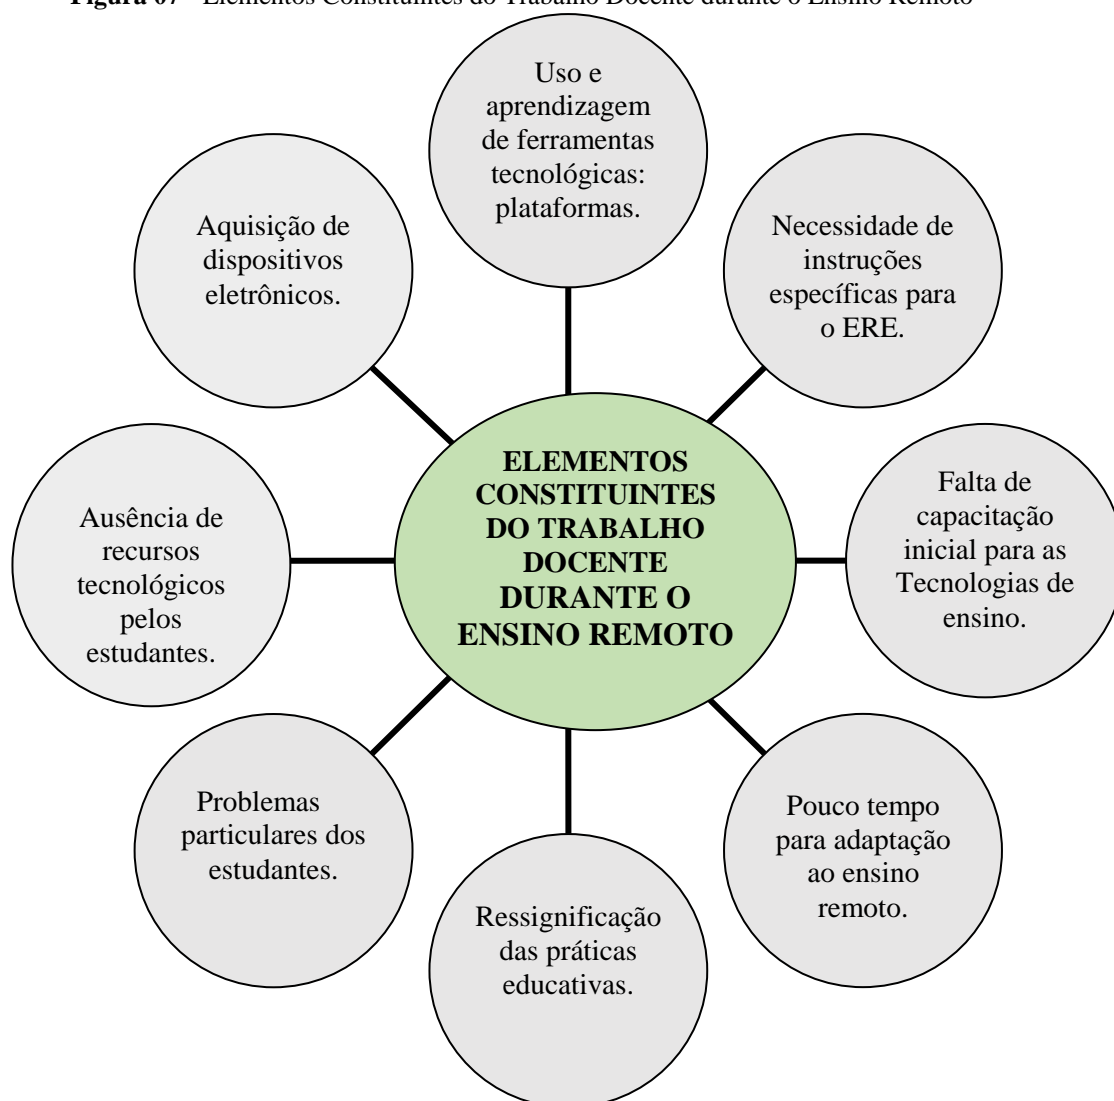 Figura 07 - Elementos Constituintes do Trabalho Docente durante o Ensino Remoto
Uso e
aprendizagem
de ferramentas
tecnológicas:
plataformas.
Necessidade de
instruções
específicas para
o ERE.
Falta de
capacitação
inicial para as
Tecnologias de
ensino.
Pouco tempo
para adaptação
ao ensino
remoto.
Ressignificação
das práticas
educativas.
Problemas
particulares dos
estudantes.
Ausência de
recursos
tecnológicos
pelos
estudantes.
Aquisição de
dispositivos
eletrônicos.
ELEMENTOS
CONSTITUINTES
DO TRABALHO
DOCENTE
DURANTE O
ENSINO REMOTO